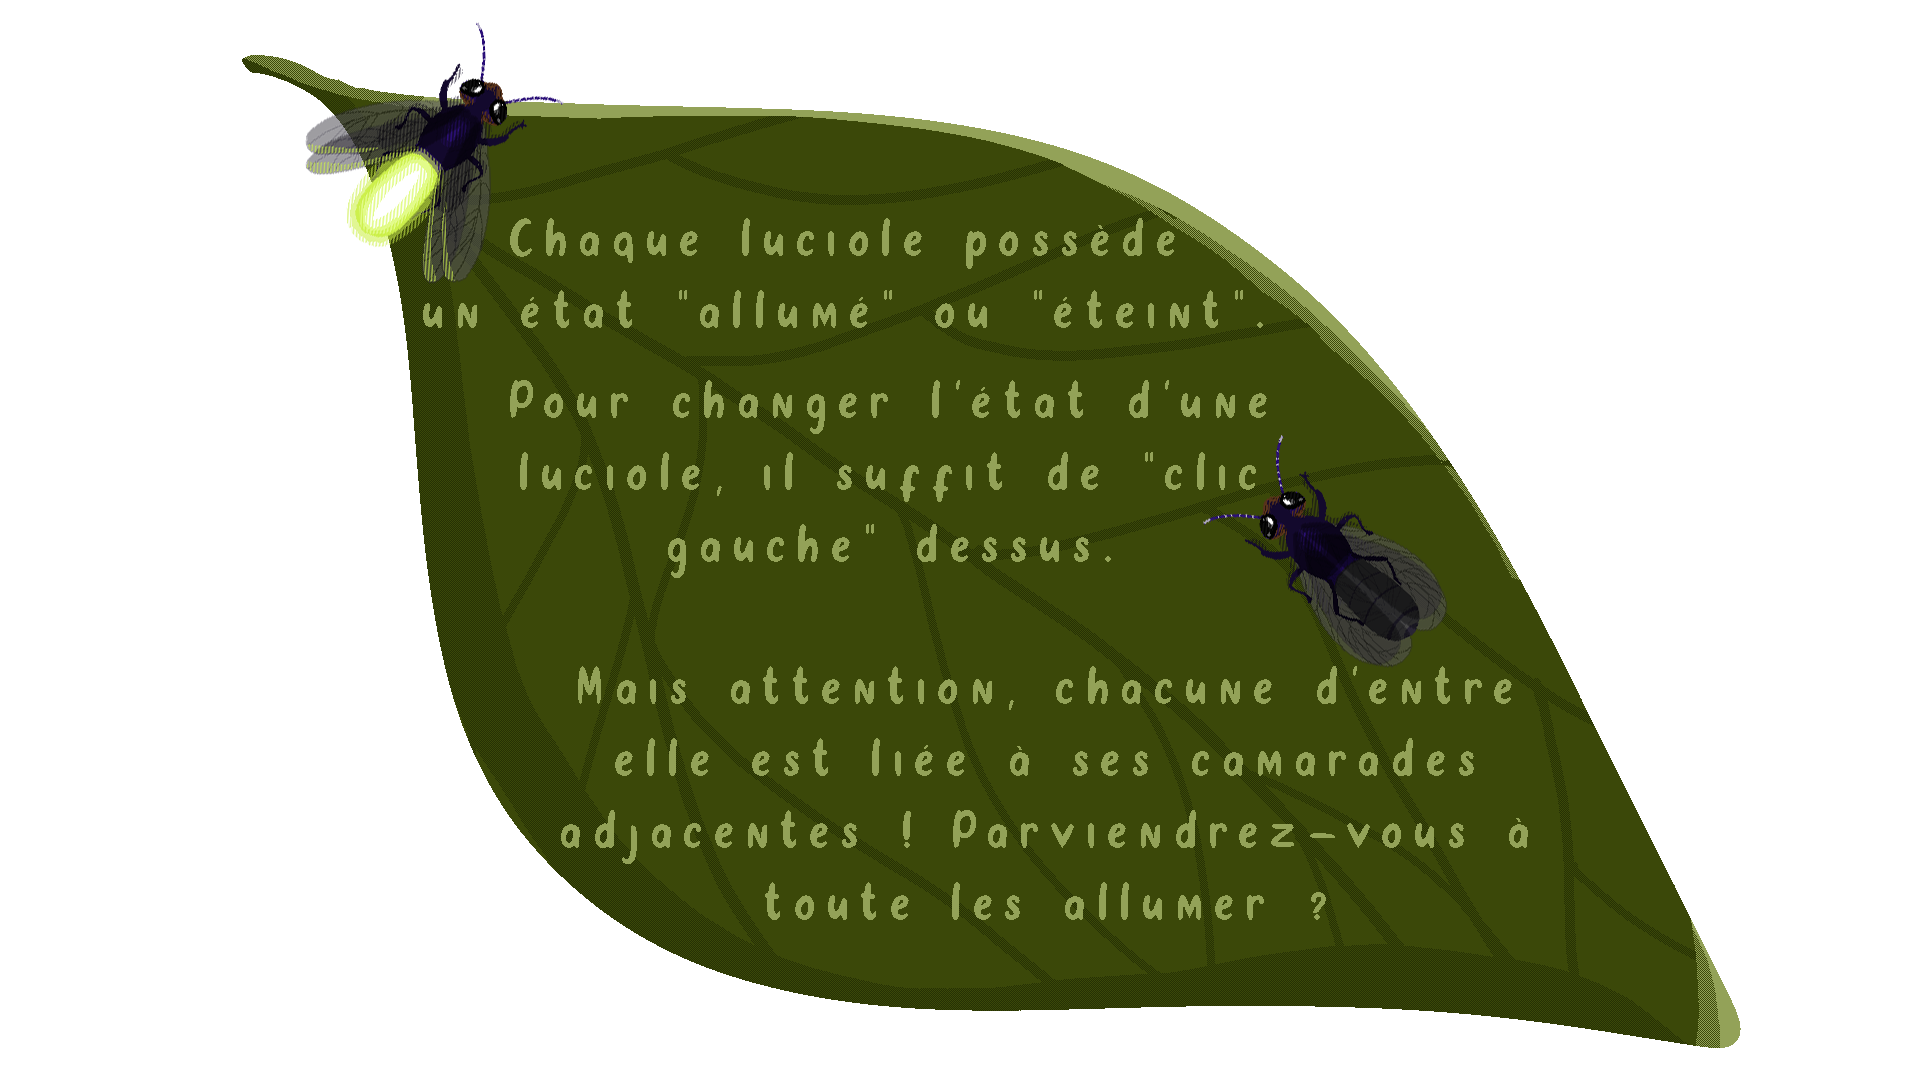 Chaque luciole possède
un état "allumé" ou "éteint".
Pour changer l'état d'une
luciole, il suffit de "clic
gauche" dessus.
Mais attention, chacune d'entre
elle est liée à ses camarades
adjacentes ! Parviendrez-vous à
toute les allumer ?